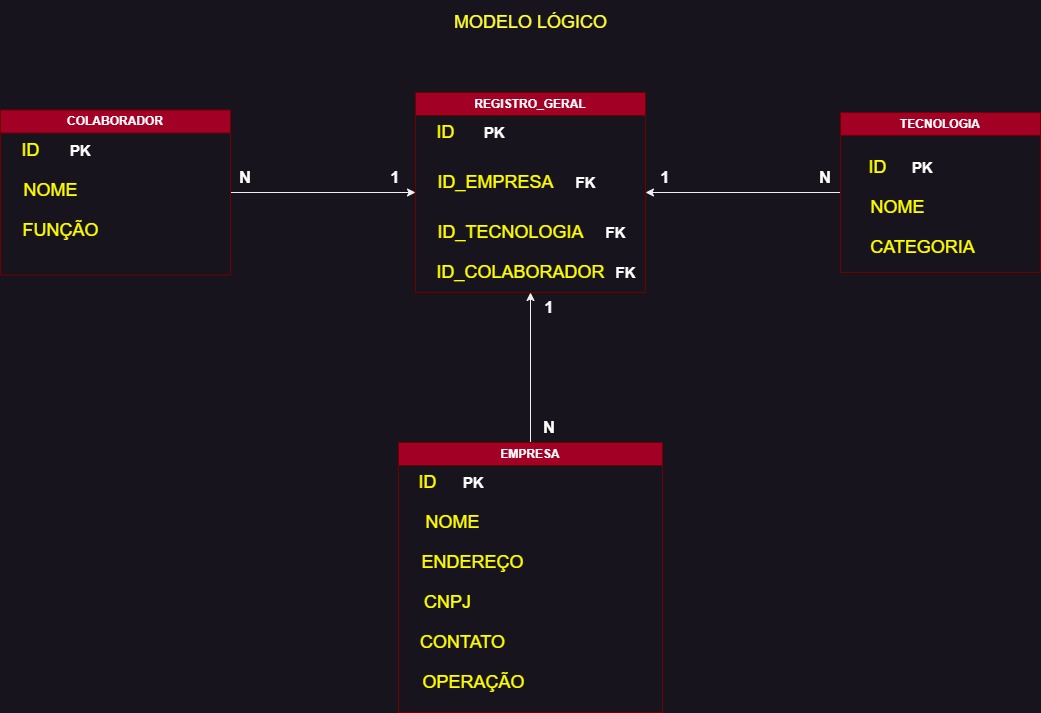 MODELO LÓGICO
COLABORADOR
ID PK
NOME
FUNÇÃO
N 1
REGISTRO_GERAL
ID PK
ID_EMPRESA FK
ID_TECNOLOGIA FK
ID_COLABORADOR FK
1 N
TECNOLOGIA
ID PK
NOME
CATEGORIA
1
N
EMPRESA
ID PK
NOME
ENDEREÇO
CNPJ
CONTATO
OPERAÇÃO